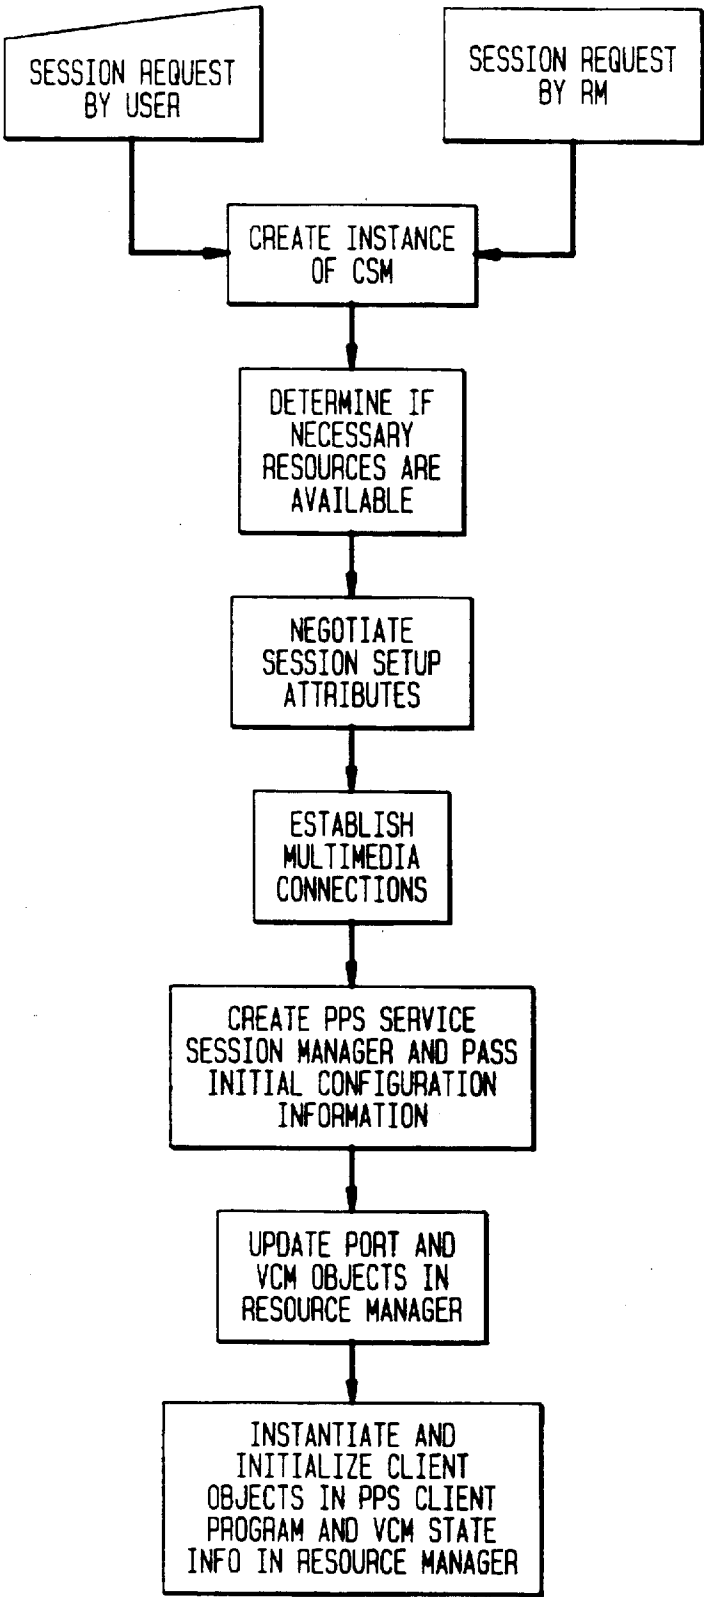 SESSION REQUEST
BY USER
SESSION REQUEST
BY RM
CREATE INSTANCE
OF CSM
DETERMINE IF
NECESSARY
RESOURCES ARE
AVAILABLE
NEGOTIATE
SESSION SETUP
ATTRIBUTES
ESTABLISH
MULTIMEDIA
CONNECTIONS
CREATE PPS SERVICE
SESSION MANAGER AND PASS
INITIAL CONFIGURATION
INFORMATION
UPDATE PORT AND
VCM OBJECTS IN
RESOURCE MANAGER
INSTANTIATE AND
INITIALIZE CLIENT
OBJECTS IN PPS CLIENT
PROGRAM AND VCM STATE
INFO IN RESOURCE MANAGER